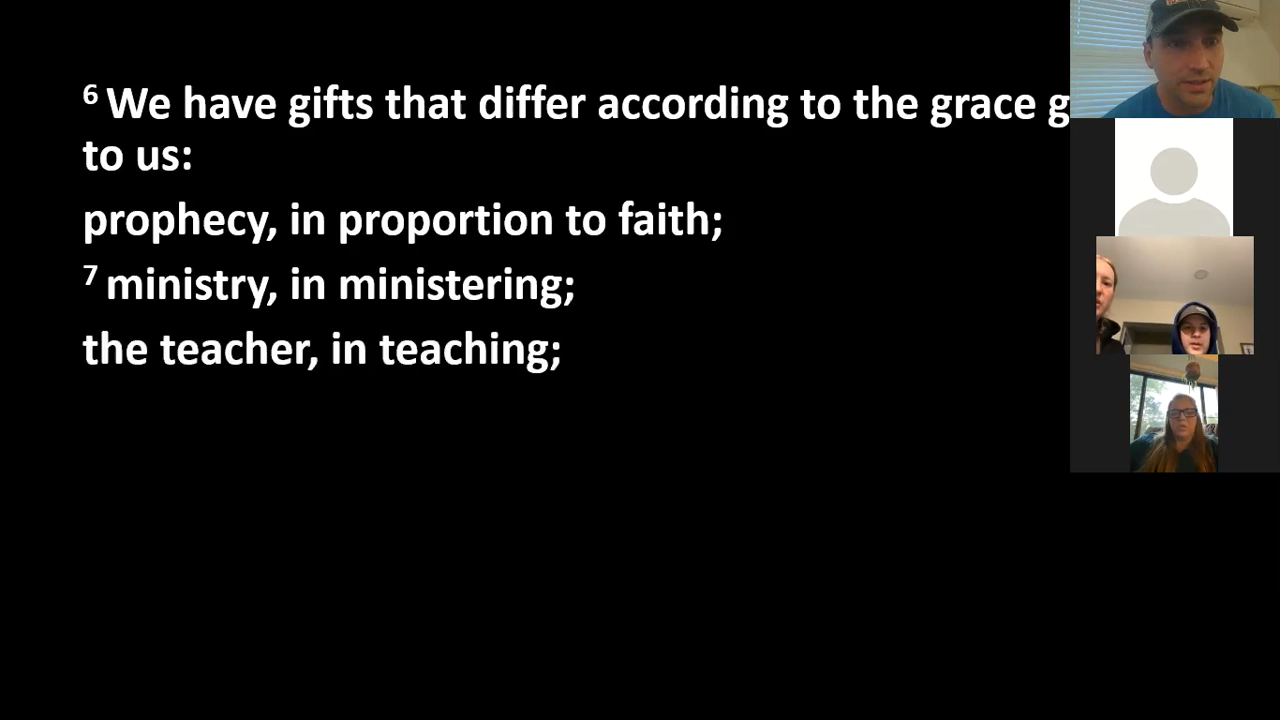 6 We have gifts that differ according to the grace g
to us:
prophecy, in proportion to faith;
7 ministry, in ministering;
the teacher, in teaching;